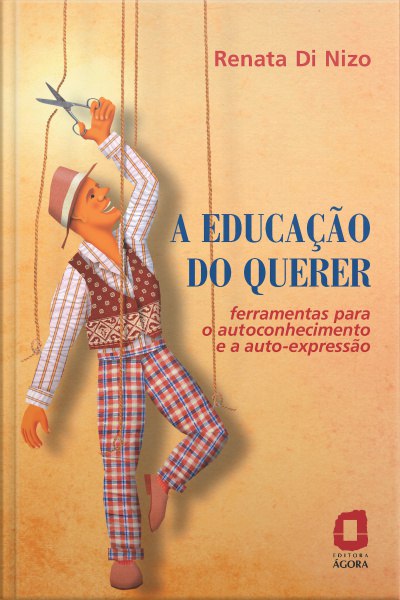 Renata Di Nizo
A EDUCAÇÃO
DO QUERER
ferramentas para
o autoconhecimento
e a auto-expressão
EDITORA
ÁGORA